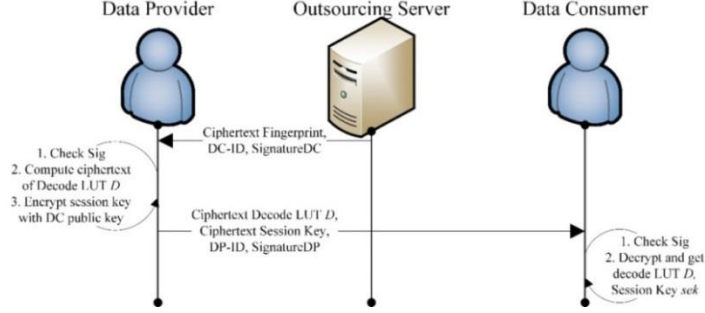 Data Provider
Outsourcing Server
Data Consumer
Ciphertext Fingerprint,
DC-ID, SignatureDC
1. Check Sig
2. Compute ciphertext
of Decode LUT D
3. Encrypt session key
with DC public key
Ciphertext Decode LUT D,
Ciphertext Session Key,
DP-ID, SignatureDP
1. Check Sig
2. Decrypt and get
decode LUT D,
Session Key sek